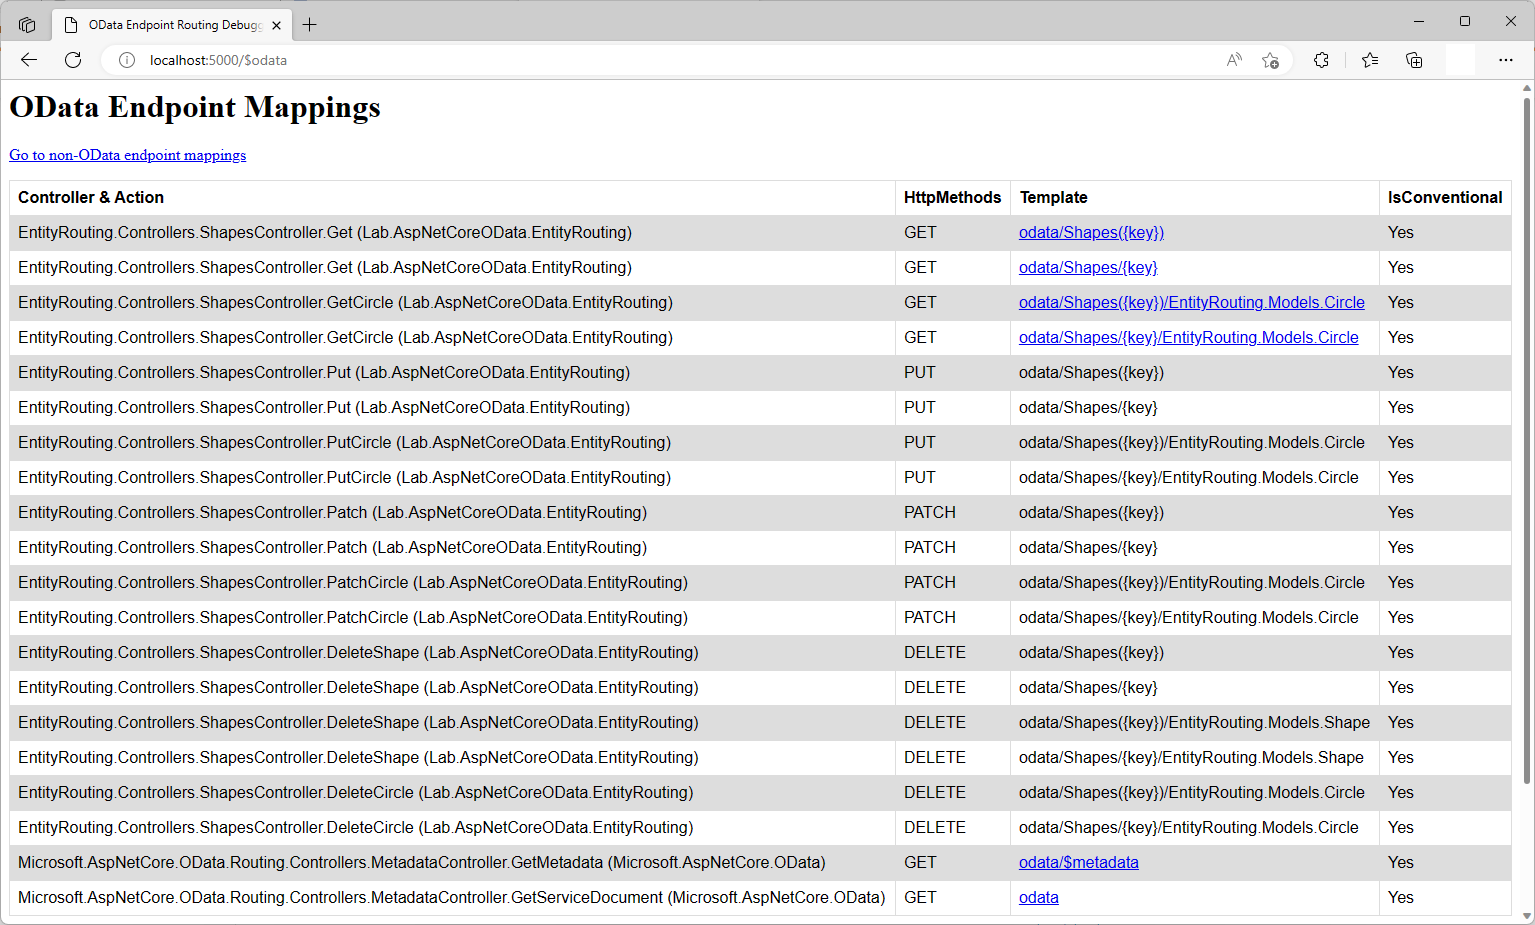 OData Endpoint Routing Debugg
localhost:5000/$odata
OData Endpoint Mappings
Go to non-OData endpoint mappings
Controller & Action HttpMethods Template IsConventional
EntityRouting.Controllers.ShapesController.Get (Lab.AspNetCoreOData.EntityRouting) GET odata/Shapes({key}) Yes
EntityRouting.Controllers.ShapesController.Get (Lab.AspNetCoreOData.EntityRouting) GET odata/Shapes/{key} Yes
EntityRouting.Controllers.ShapesController.GetCircle (Lab.AspNetCoreOData.EntityRouting) GET odata/Shapes({key})/EntityRouting.Models.Circle Yes
EntityRouting.Controllers.ShapesController.GetCircle (Lab.AspNetCoreOData.EntityRouting) GET odata/Shapes/{key}/EntityRouting.Models.Circle Yes
EntityRouting.Controllers.ShapesController.Put (Lab.AspNetCoreOData.EntityRouting) PUT odata/Shapes({key}) Yes
EntityRouting.Controllers.ShapesController.Put (Lab.AspNetCoreOData.EntityRouting) PUT odata/Shapes/{key} Yes
EntityRouting.Controllers.ShapesController.PutCircle (Lab.AspNetCoreOData.EntityRouting) PUT odata/Shapes({key})/EntityRouting.Models.Circle Yes
EntityRouting.Controllers.ShapesController.PutCircle (Lab.AspNetCoreOData.EntityRouting) PUT odata/Shapes/{key}/EntityRouting.Models.Circle Yes
EntityRouting.Controllers.ShapesController.Patch (Lab.AspNetCoreOData.EntityRouting) PATCH odata/Shapes({key}) Yes
EntityRouting.Controllers.ShapesController.Patch (Lab.AspNetCoreOData.EntityRouting) PATCH odata/Shapes/{key} Yes
EntityRouting.Controllers.ShapesController.PatchCircle (Lab.AspNetCoreOData.EntityRouting) PATCH odata/Shapes({key})/EntityRouting.Models.Circle Yes
EntityRouting.Controllers.ShapesController.PatchCircle (Lab.AspNetCoreOData.EntityRouting) PATCH odata/Shapes/{key}/EntityRouting.Models.Circle Yes
EntityRouting.Controllers.ShapesController.DeleteShape (Lab.AspNetCoreOData.EntityRouting) DELETE odata/Shapes({key}) Yes
EntityRouting.Controllers.ShapesController.DeleteShape (Lab.AspNetCoreOData.EntityRouting) DELETE odata/Shapes/{key} Yes
EntityRouting.Controllers.ShapesController.DeleteShape (Lab.AspNetCoreOData.EntityRouting) DELETE odata/Shapes({key})/EntityRouting.Models.Shape Yes
EntityRouting.Controllers.ShapesController.DeleteShape (Lab.AspNetCoreOData.EntityRouting) DELETE odata/Shapes/{key}/EntityRouting.Models.Shape Yes
EntityRouting.Controllers.ShapesController.DeleteCircle (Lab.AspNetCoreOData.EntityRouting) DELETE odata/Shapes({key})/EntityRouting.Models.Circle Yes
EntityRouting.Controllers.ShapesController.DeleteCircle (Lab.AspNetCoreOData.EntityRouting) DELETE odata/Shapes/{key}/EntityRouting.Models.Circle Yes
Microsoft.AspNetCore.OData.Routing.Controllers.MetadataController.GetMetadata (Microsoft.AspNetCore.OData) GET odata/$metadata Yes
Microsoft.AspNetCore.OData.Routing.Controllers.MetadataController.GetServiceDocument (Microsoft.AspNetCore.OData) GET odata Yes